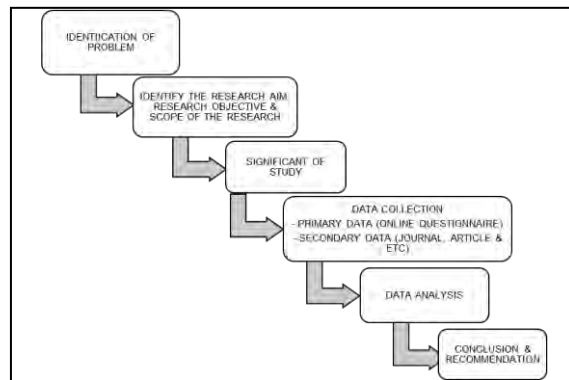 IDENTIICATION OF
PROBLEM
IDENTIFY THE RESEARCH AIM
RESEARCH OBJECTIVE &
SCOPE OF THE RESEARCH
SIGNIFICANT OF
STUDY
DATA COLLECTION
-PRIMARY DATA (ONLINE QUESTIONNAIRE)
-SECONDARY DATA (JOURNAL, ARTICLE &
ETC)
DATA ANALYSIS
CONCLUSION &
RECOMMENDATION